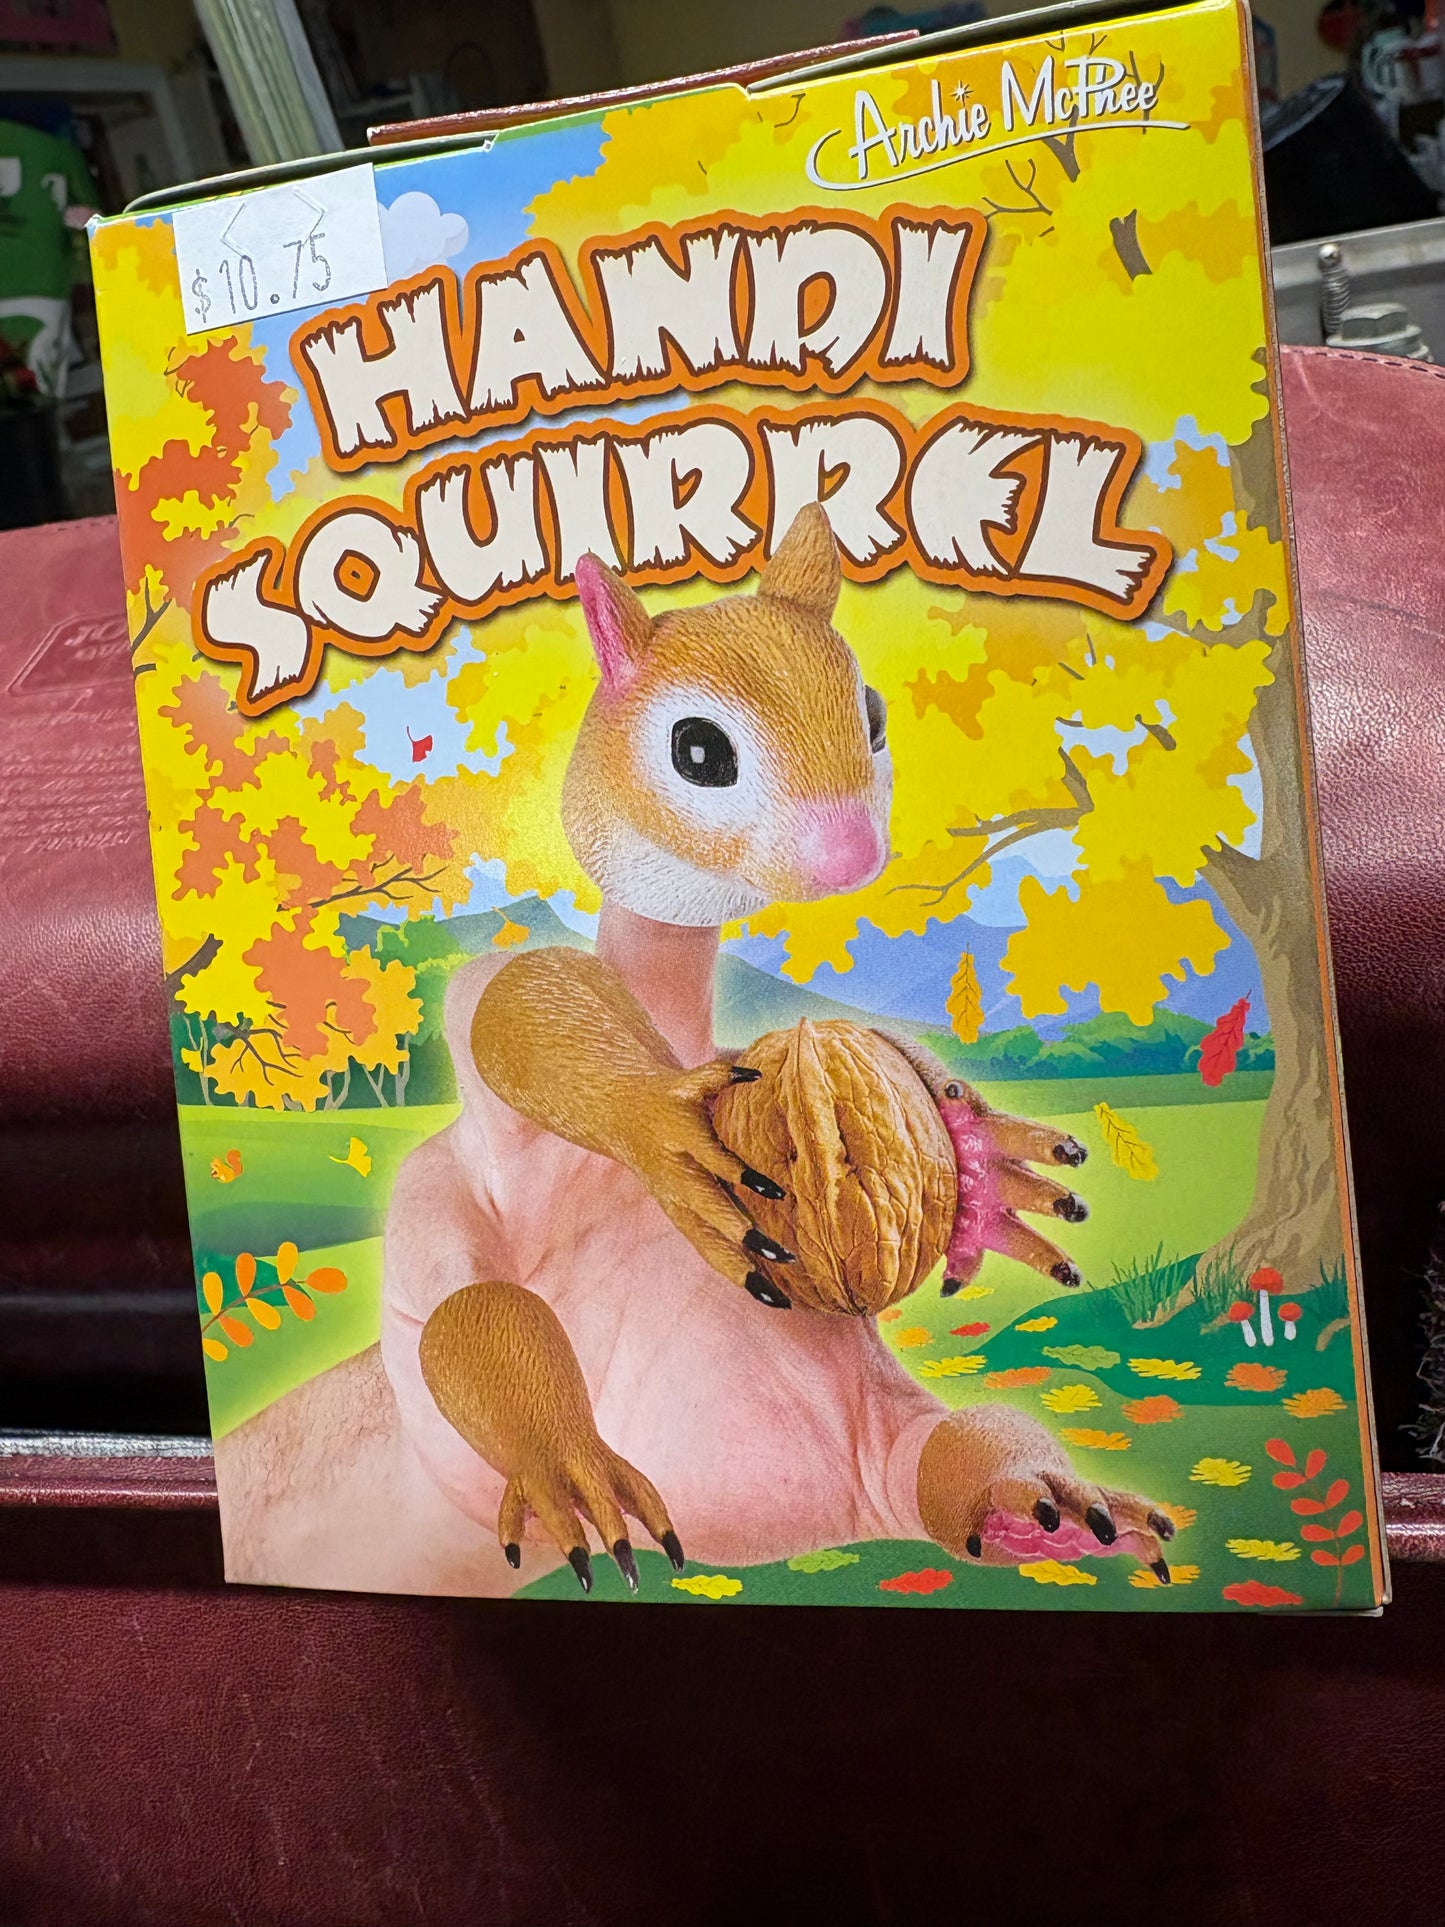 Archie McPhee
$10.75
HANDI
SQUIRREL